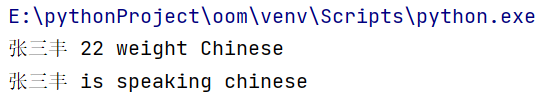 E:\pythonProject\oom\venv\Scripts\python.exe
张三丰 22 weight Chinese
张三丰 is speaking chinese